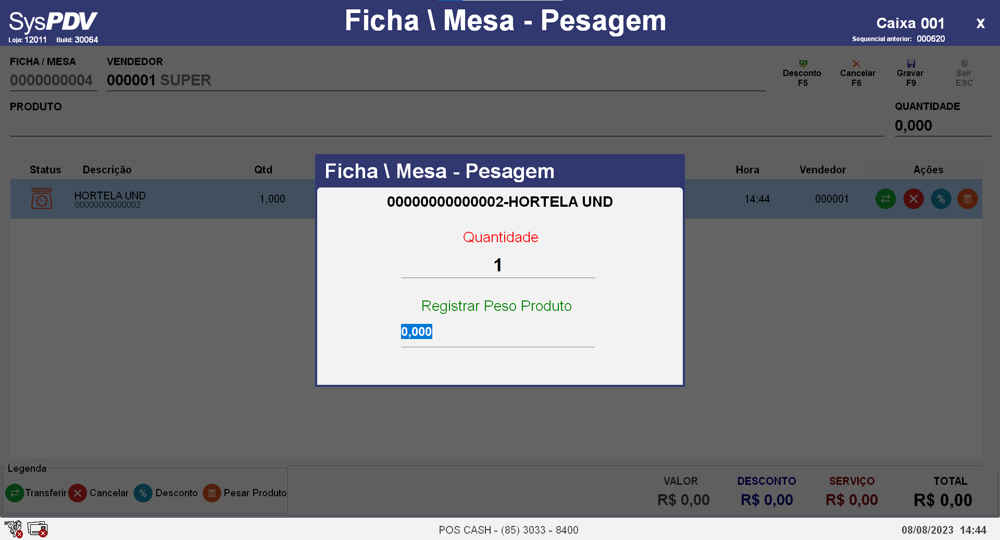 SysPDV
Loja: 12011 Build: 30064
Ficha \ Mesa - Pesagem
Caixa 001
X
Sequencial anterior: 000620
FICHA / MESA
0000000004
VENDEDOR
000001 SUPER
Desconto
F5
Cancelar
F6
Gravar
F9
Sair
ESC
PRODUTO
QUANTIDADE
0,000
Status Descrição Qtd Hora Vendedor Ações
HORTELA UND
00000000000002
1,000 14:44 000001 %
Ficha \ Mesa - Pesagem
00000000000002-HORTELA UND
Quantidade
1
Registrar Peso Produto
0,000
Legenda
Transferir Cancelar % Desconto Pesar Produto
VALOR
R$ 0,00
DESCONTO
R$ 0,00
SERVIÇO
R$ 0,00
TOTAL
R$ 0,00
NFC e
POS CASH - (85) 3033 - 8400
08/08/2023 14:44